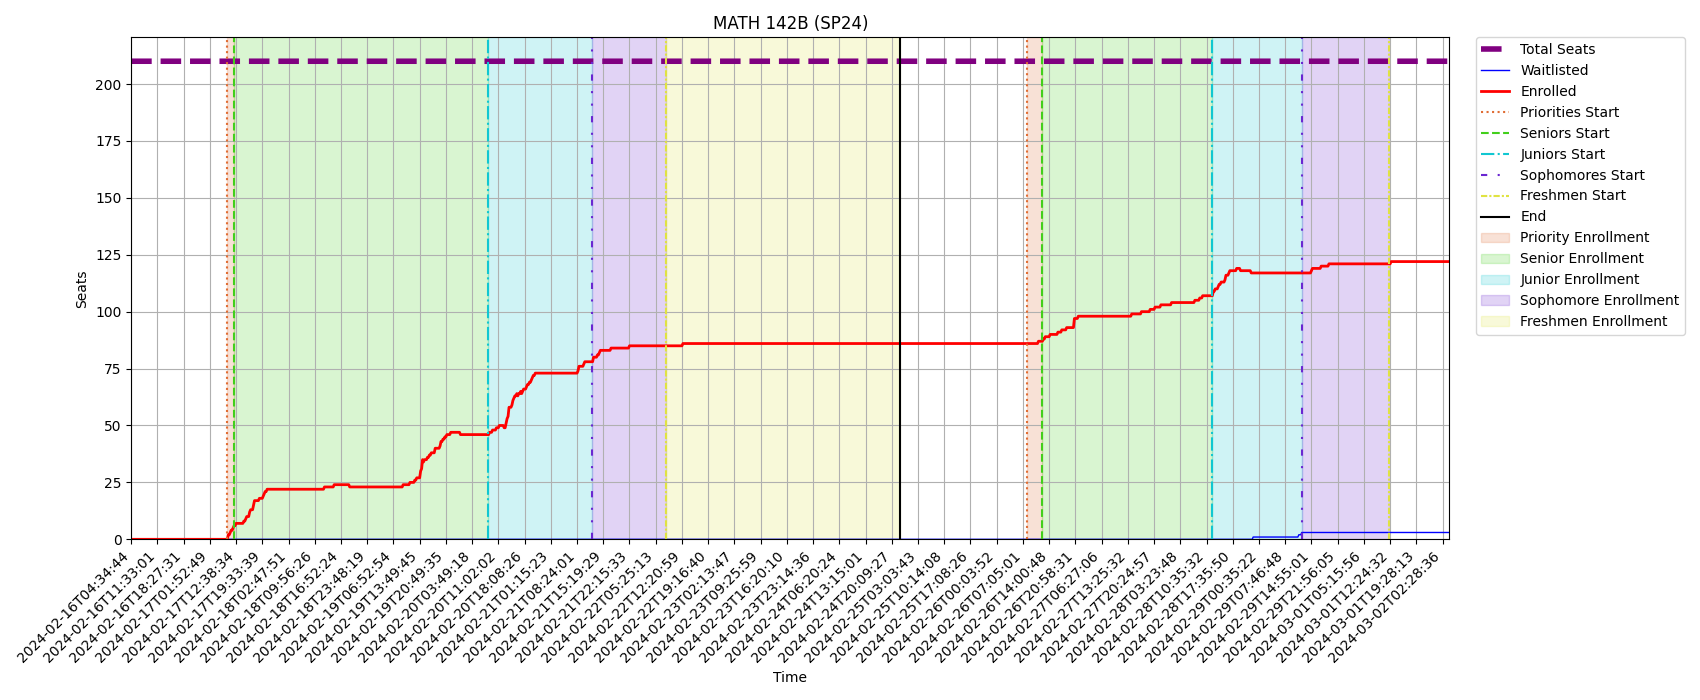 MATH 142B (SP24)
Seats
200
175
150
125
100
75
50
25
0
2024-02-16T04:34:44
2024-02-16T11:33:01
2024-02-16T18:27:31
2024-02-17T01:52:49
2024-02-17T12:38:34
2024-02-17T19:33:39
2024-02-18T02:47:51
2024-02-18T09:56:26
2024-02-18T16:52:24
2024-02-18T23:48:19
2024-02-19T06:52:54
2024-02-19T13:49:45
2024-02-19T20:49:35
2024-02-20T03:49:18
2024-02-20T11:02:02
2024-02-20T18:08:26
2024-02-21T01:15:23
2024-02-21T08:24:01
2024-02-21T15:19:29
2024-02-21T22:15:33
2024-02-22T05:25:13
2024-02-22T12:20:59
2024-02-22T19:16:40
2024-02-23T02:13:47
2024-02-23T09:25:59
2024-02-23T16:20:10
2024-02-23T23:14:36
2024-02-24T06:20:24
2024-02-24T13:15:01
2024-02-24T20:09:27
2024-02-25T03:03:43
2024-02-25T10:14:08
2024-02-25T17:08:26
2024-02-26T00:03:52
2024-02-26T07:05:01
2024-02-26T14:00:48
2024-02-26T20:58:31
2024-02-27T06:27:06
2024-02-27T13:25:32
2024-02-27T20:24:57
2024-02-28T03:23:48
2024-02-28T10:35:32
2024-02-28T17:35:50
2024-02-29T00:35:22
2024-02-29T07:46:48
2024-02-29T14:55:01
2024-02-29T21:56:05
2024-03-01T05:15:56
2024-03-01T12:24:32
2024-03-01T19:28:13
2024-03-02T02:28:36
Time
Total Seats
Waitlisted
Enrolled
Priorities Start
Seniors Start
Juniors Start
Sophomores Start
Freshmen Start
End
Priority Enrollment
Senior Enrollment
Junior Enrollment
Sophomore Enrollment
Freshmen Enrollment